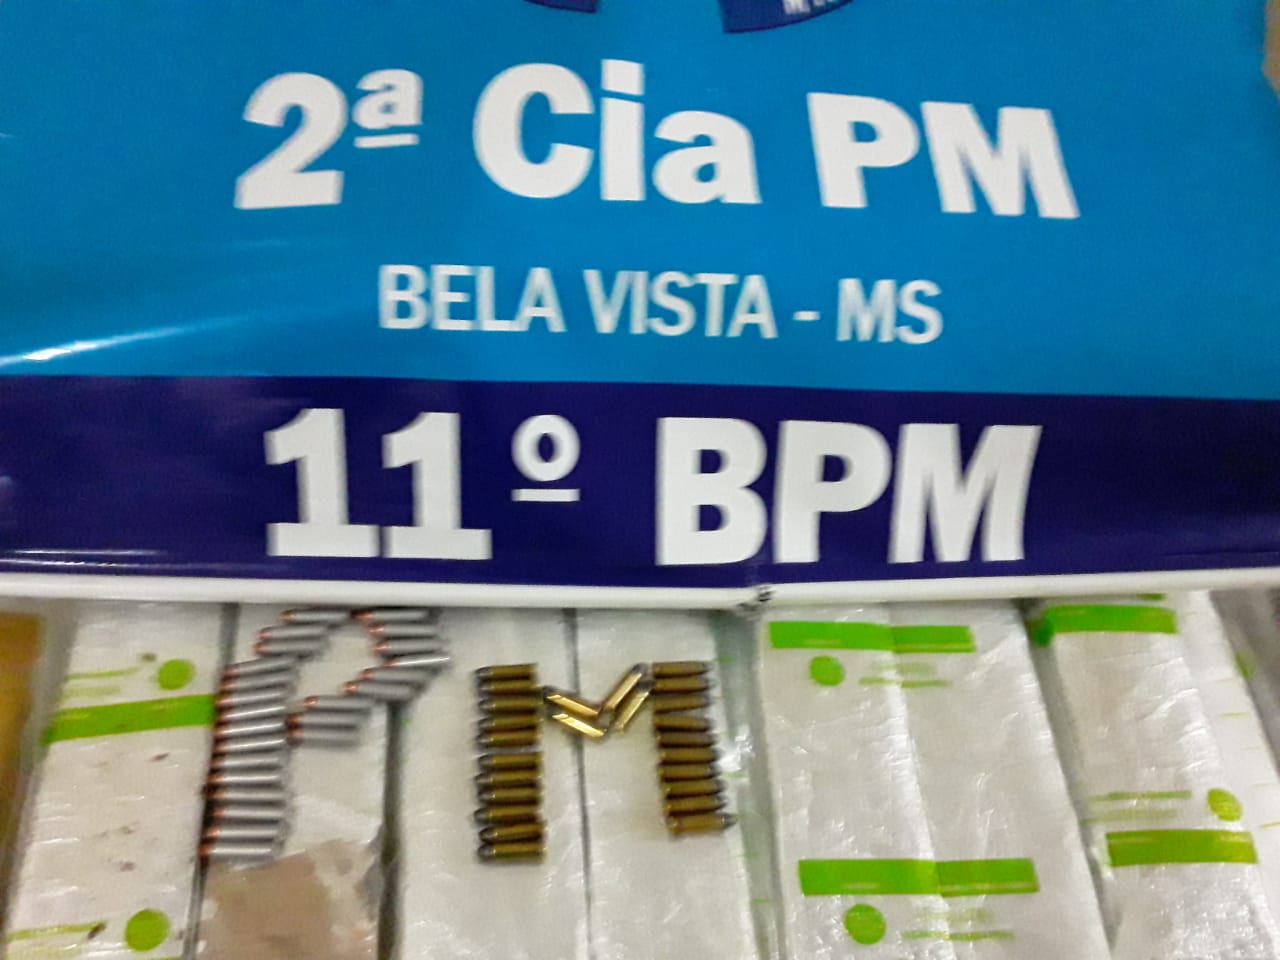 2ª Cia PM
BELA VISTA - MS
11º BPM
PM